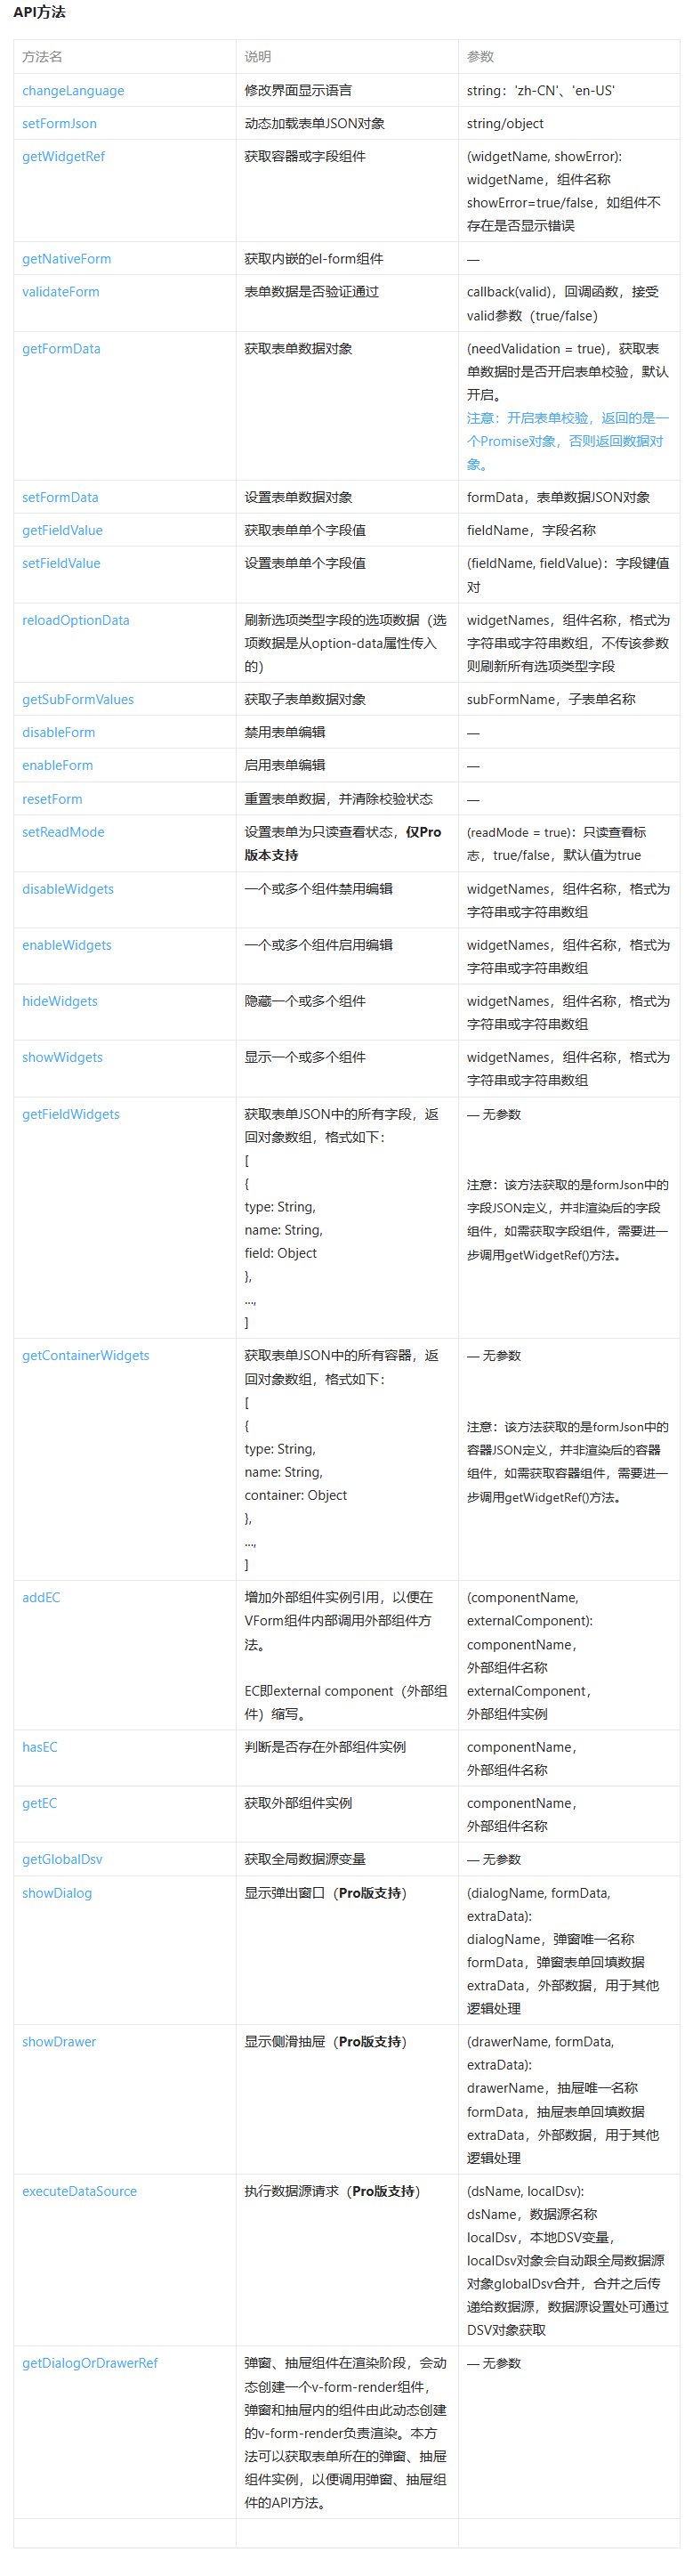 API方法
方法名
说明
参数
changeLanguage
修改界面显示语言
string：'zh-CN'、'en-US'
setFormJson
动态加载表单JSON对象
string/object
getWidgetRef
获取容器或字段组件
(widgetName, showError):
widgetName，组件名称
showError=true/false，如组件不
存在是否显示错误
getNativeForm
获取内嵌的el-form组件
—
validateForm
表单数据是否验证通过
callback(valid)，回调函数，接受
valid参数（true/false）
getFormData
获取表单数据对象
(needValidation = true)，获取表
单数据时是否开启表单校验，默认
开启。
注意：开启表单校验，返回的是一
个Promise对象，否则返回数据对
象。
setFormData
设置表单数据对象
formData，表单数据JSON对象
getFieldValue
获取表单单个字段值
fieldName，字段名称
setFieldValue
设置表单单个字段值
(fieldName, fieldValue)：字段键值
对
reloadOptionData
刷新选项类型字段的选项数据（选
项数据是从option-data属性传入
的）
widgetNames，组件名称，格式为
字符串或字符串数组，不传该参数
则刷新所有选项类型字段
getSubFormValues
获取子表单数据对象
subFormName，子表单名称
disableForm
禁用表单编辑
—
enableForm
启用表单编辑
—
resetForm
重置表单数据，并清除校验状态
—
setReadMode
设置表单为只读查看状态，仅Pro
版本支持
(readMode = true)：只读查看标
志，true/false，默认值为true
disableWidgets
一个或多个组件禁用编辑
widgetNames，组件名称，格式为
字符串或字符串数组
enableWidgets
一个或多个组件启用编辑
widgetNames，组件名称，格式为
字符串或字符串数组
hideWidgets
隐藏一个或多个组件
widgetNames，组件名称，格式为
字符串或字符串数组
showWidgets
显示一个或多个组件
widgetNames，组件名称，格式为
字符串或字符串数组
getFieldWidgets
获取表单JSON中的所有字段，返
回对象数组，格式如下：
[
{
type: String,
name: String,
field: Object
},
...,
]
— 无参数
注意：该方法获取的是formJson中的
字段JSON定义，并非渲染后的字段
组件，如需获取字段组件，需要进一
步调用getWidgetRef()方法。
getContainerWidgets
获取表单JSON中的所有容器，返
回对象数组，格式如下：
[
{
type: String,
name: String,
container: Object
},
...,
]
— 无参数
注意：该方法获取的是formJson中的
容器JSON定义，并非渲染后的容器
组件，如需获取容器组件，需要进一
步调用getWidgetRef()方法。
addEC
增加外部组件实例引用，以便在
VForm组件内部调用外部组件方
法。
EC即external component（外部组
件）缩写。
(componentName,
externalComponent):
componentName，
外部组件名称
externalComponent，
外部组件实例
hasEC
判断是否存在外部组件实例
componentName，
外部组件名称
getEC
获取外部组件实例
componentName，
外部组件名称
getGlobalDsv
获取全局数据源变量
— 无参数
showDialog
显示弹出窗口（Pro版支持）
(dialogName, formData,
extraData):
dialogName，弹窗唯一名称
formData，弹窗表单回填数据
extraData，外部数据，用于其他
逻辑处理
showDrawer
显示侧滑抽屉（Pro版支持）
(drawerName, formData,
extraData):
drawerName，抽屉唯一名称
formData，抽屉表单回填数据
extraData，外部数据，用于其他
逻辑处理
executeDataSource
执行数据源请求（Pro版支持）
(dsName, localDsv):
dsName，数据源名称
localDsv，本地DSV变量，
localDsv对象会自动跟全局数据源
对象globalDsv合并，合并之后传
递给数据源，数据源设置处可通过
DSV对象获取
getDialogOrDrawerRef
弹窗、抽屉组件在渲染阶段，会动
态创建一个v-form-render组件，
弹窗和抽屉内的组件由此动态创建
的v-form-render负责渲染。本方
法可以获取表单所在的弹窗、抽屉
组件实例，以便调用弹窗、抽屉组
件的API方法。
— 无参数